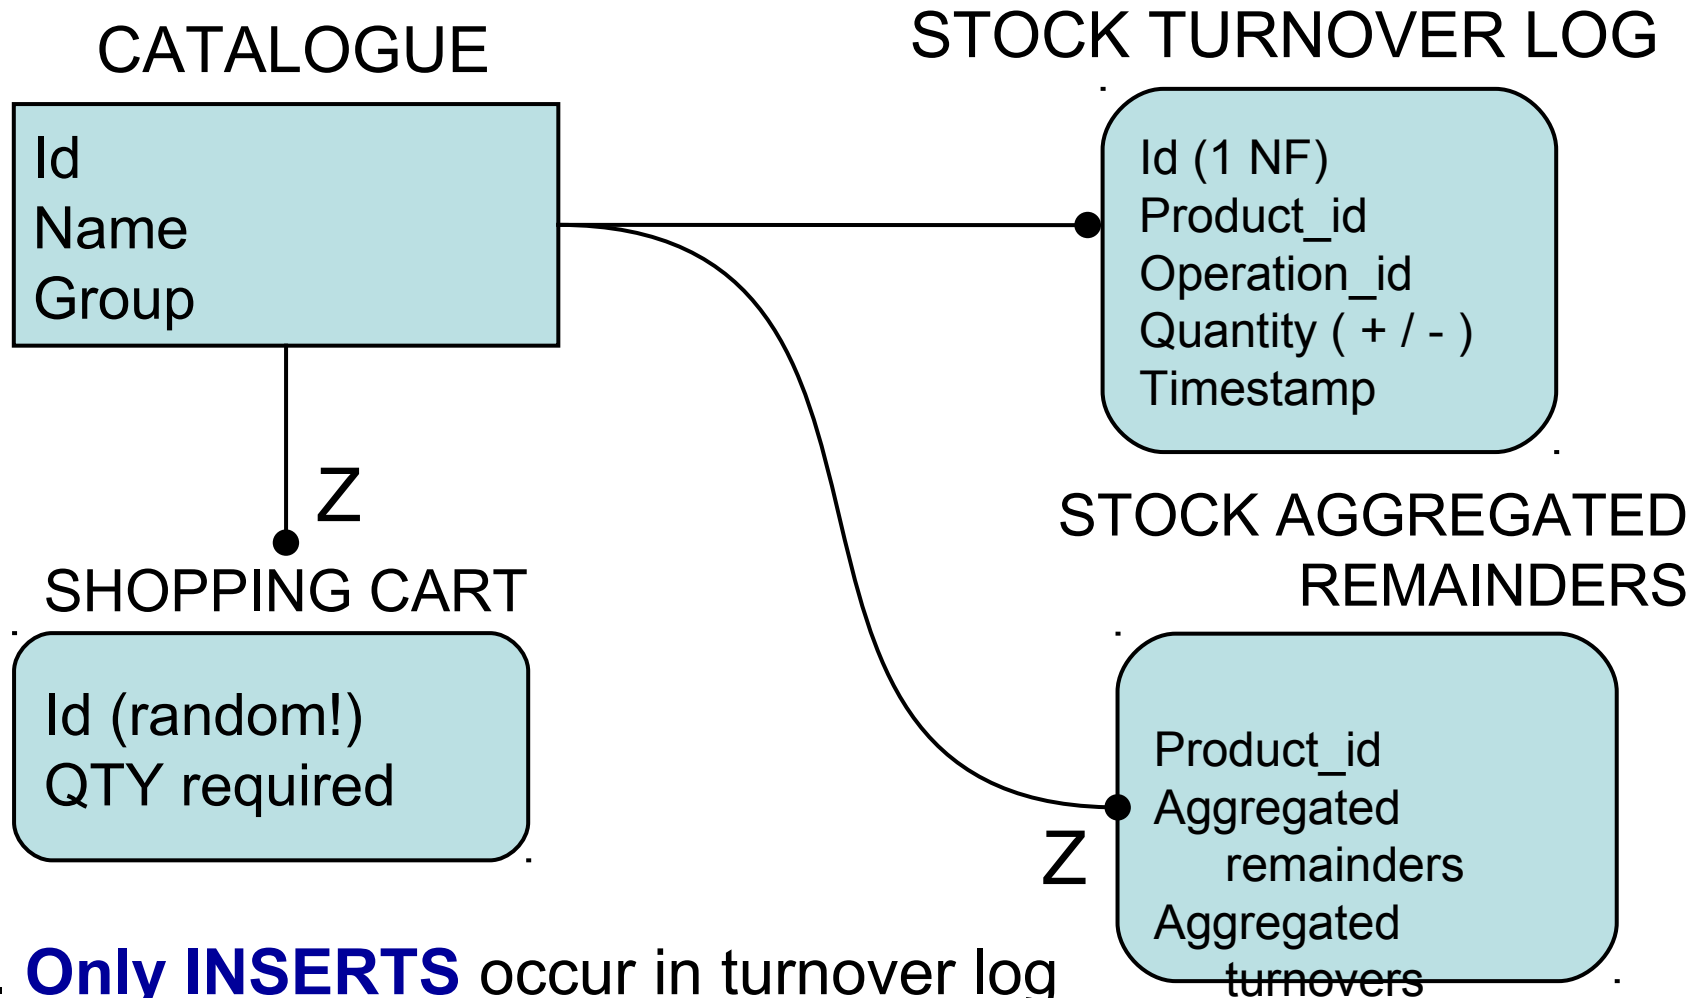 CATALOGUE
Id
Name
Group
STOCK TURNOVER LOG
Id (1 NF)
Product_id
Operation_id
Quantity ( + / - )
Timestamp
Z
SHOPPING CART
Id (random!)
QTY required
STOCK AGGREGATED
REMAINDERS
Product_id
Aggregated
remainders
Aggregated
turnovers
Z
. Only INSERTS occur in turnover log